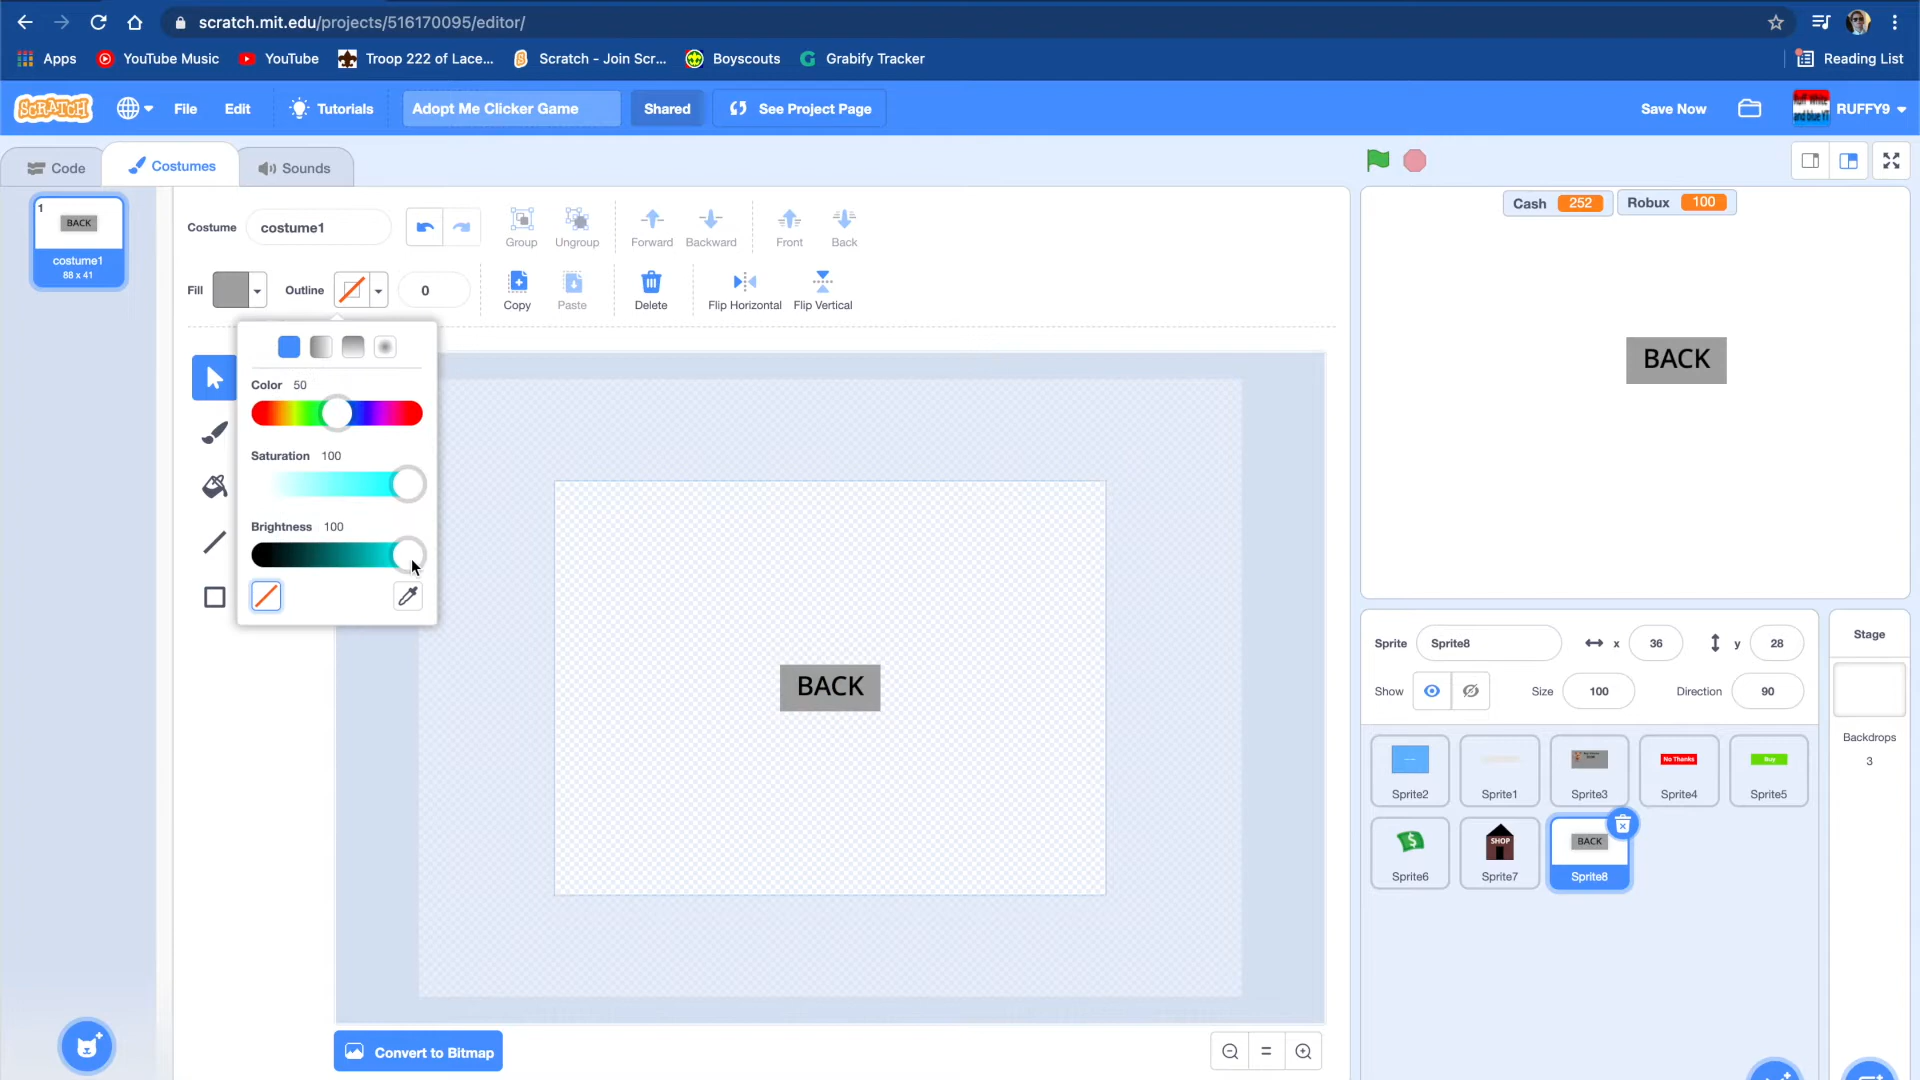 scratch.mit.edu/projects/516170095/editor/
Apps
YouTube Music
YouTube
Troop 222 of Lace...
Scratch - Join Scr...
Boyscouts
Grabify Tracker
Reading List
SCRATCH
File
Edit
Tutorials
Adopt Me Clicker Game
Shared
See Project Page
Save Now
RUFFY9
Code
Costumes
Sounds
1
BACK
costume1
88 x 41
Costume
costume1
Group
Ungroup
Forward
Backward
Front
Back
Fill
Outline
0
Copy
Paste
Delete
Flip Horizontal
Flip Vertical
Color 50
Saturation 100
Brightness 100
BACK
Convert to Bitmap
Cash 252
Robux 100
BACK
Sprite
Sprite8
x
36
y
28
Show
Size
100
Direction
90
Stage
Backdrops
3
Sprite2
Sprite1
Sprite3
No Thanks
Sprite4
Buy
Sprite5
$
Sprite6
SHOP
Sprite7
BACK
Sprite8